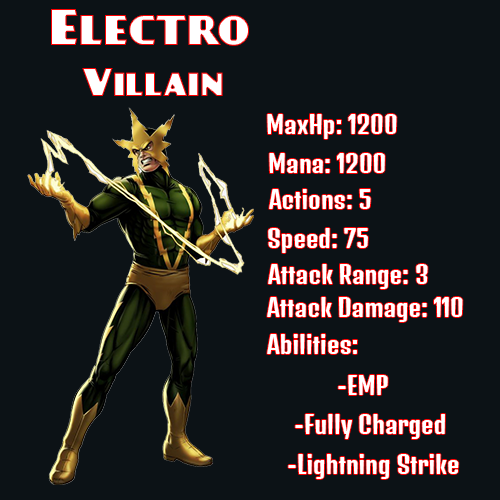 Electro
Villain
MaxHp: 1200
Mana: 1200
Actions: 5
Speed: 75
Attack Range: 3
Attack Damage: 110
Abilities:
-EMP
-Fully Charged
-Lightning Strike